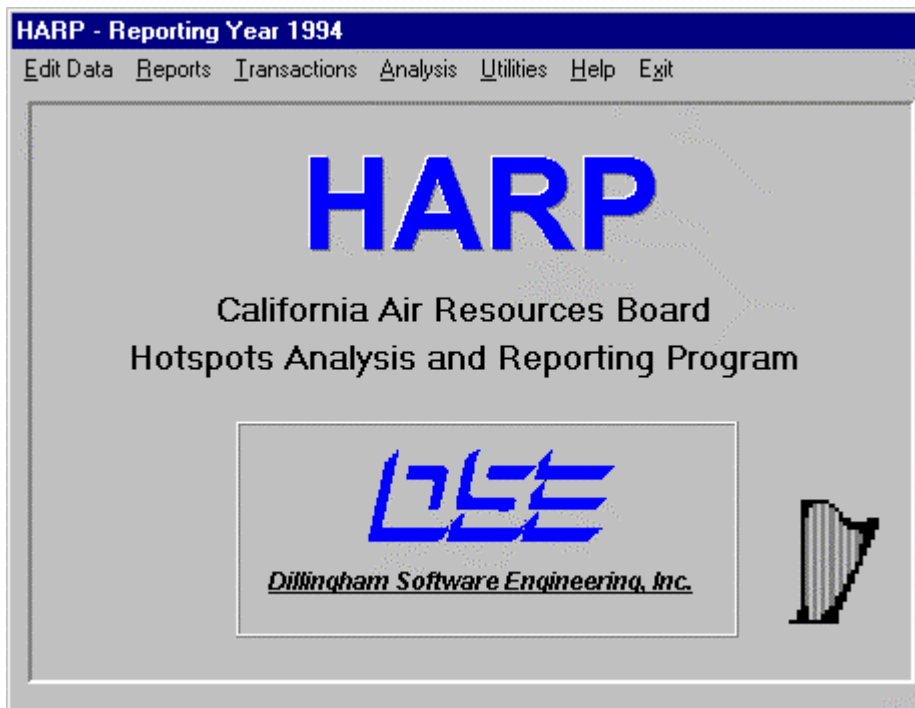 HARP - Reporting Year 1994
Edit Data Reports Transactions Analysis Utilities Help Exit
HARP
California Air Resources Board
Hotspots Analysis and Reporting Program
DSE
Dillingham Software Engineering, Inc.